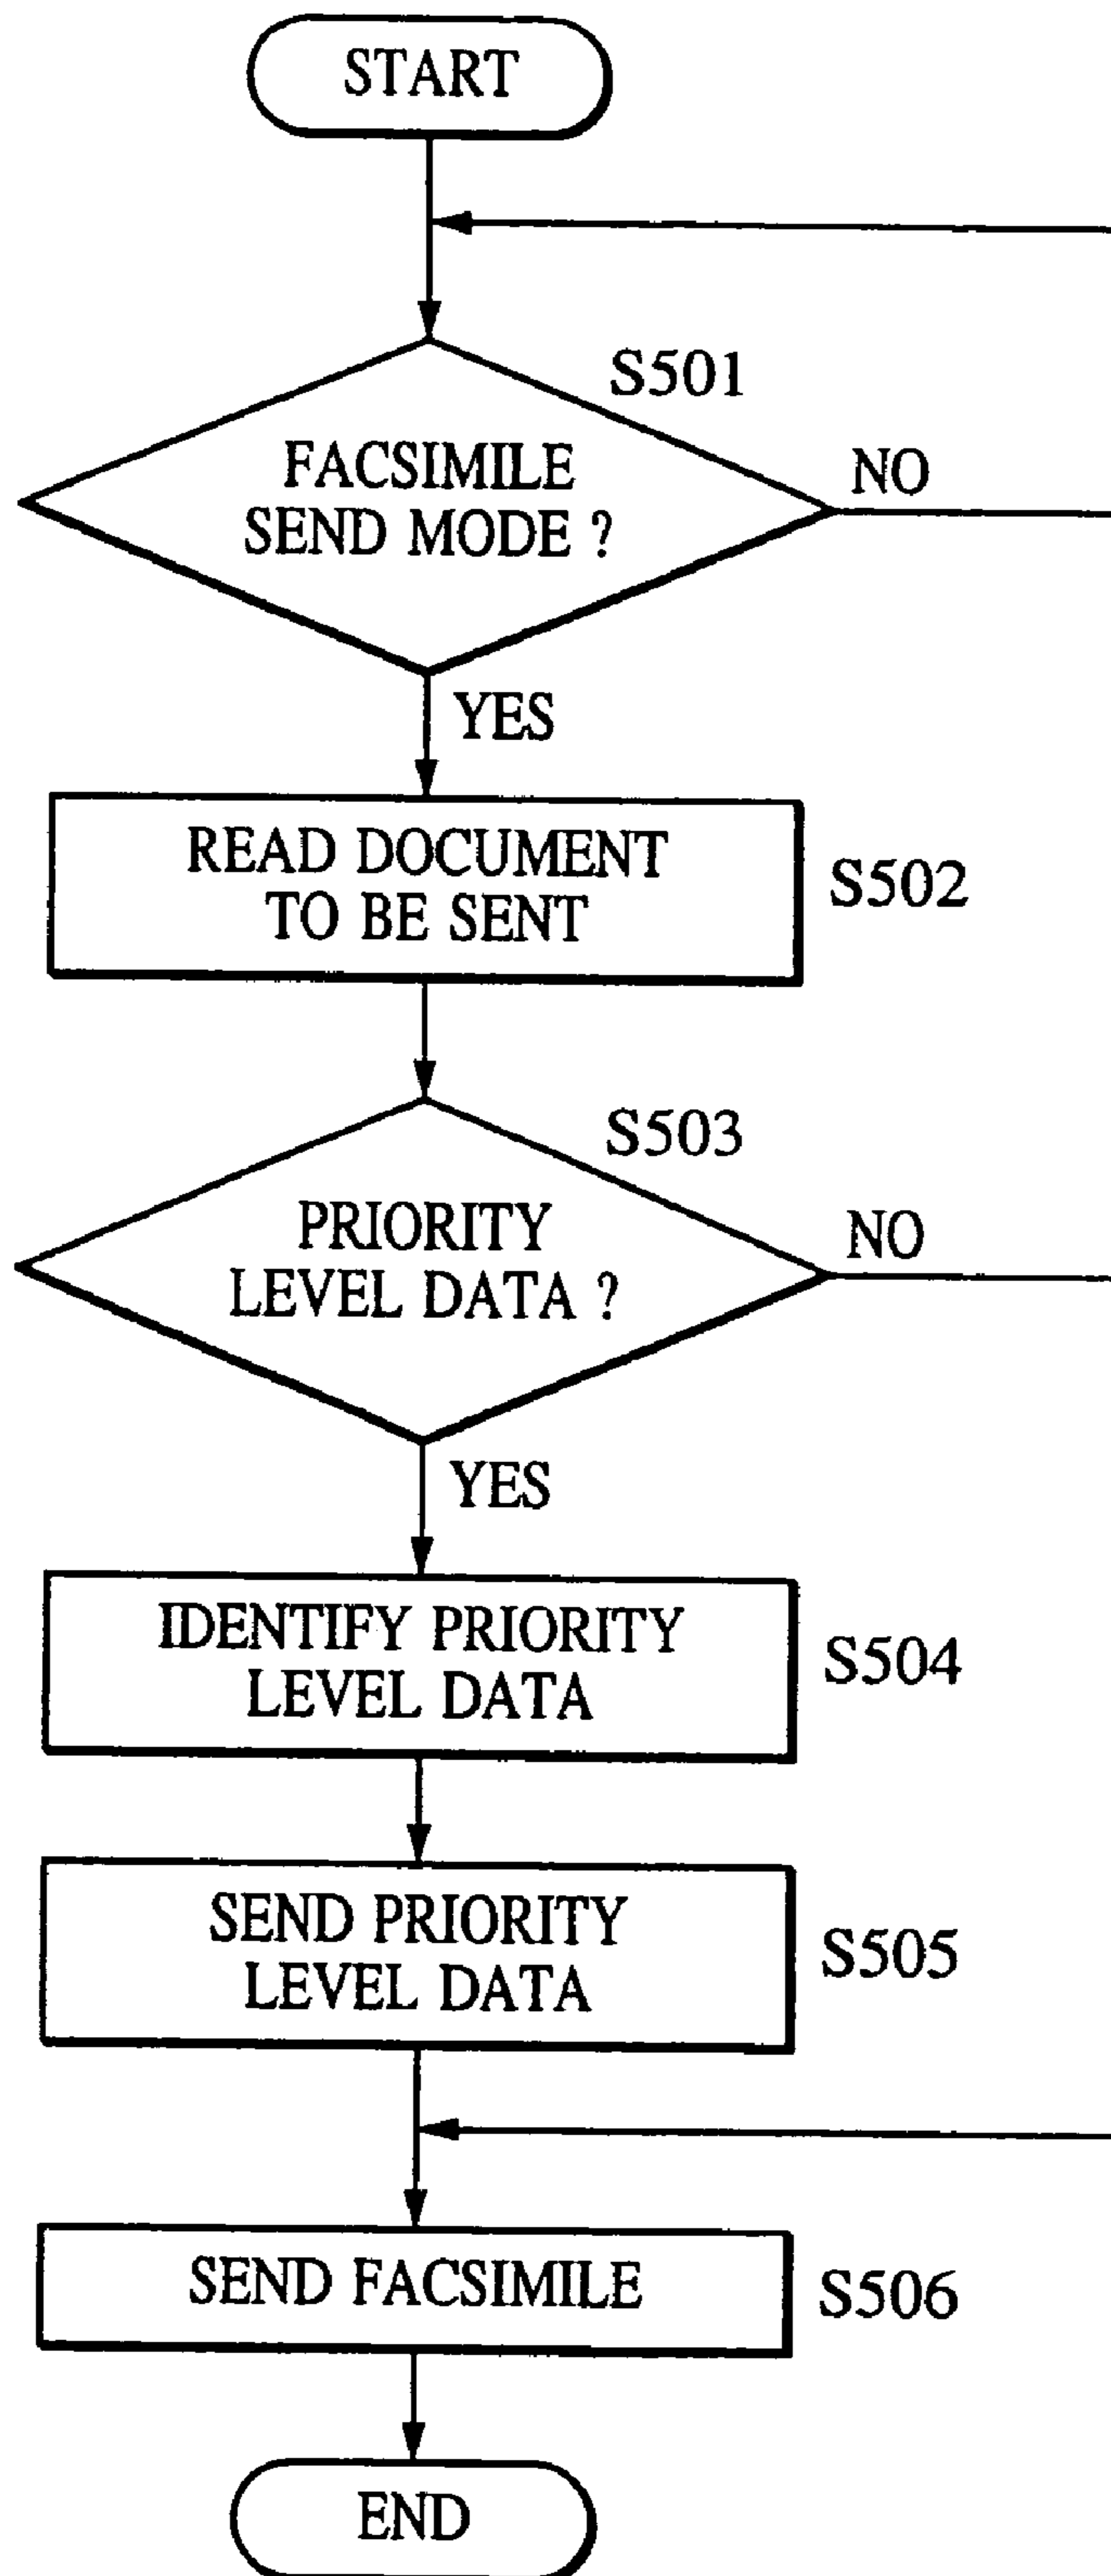 START
S501
FACSIMILE
SEND MODE ?
NO
YES
READ DOCUMENT
TO BE SENT
S502
S503
PRIORITY
LEVEL DATA ?
NO
YES
IDENTIFY PRIORITY
LEVEL DATA
S504
SEND PRIORITY
LEVEL DATA
S505
SEND FACSIMILE
S506
END